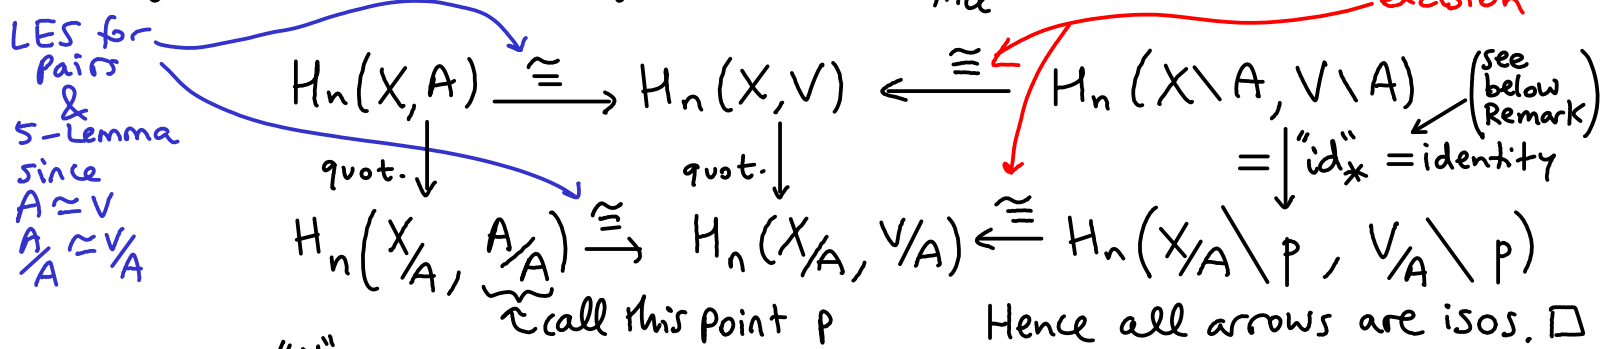 excision
LES for
pairs
&
5-Lemma
since
A ≃ V
A/A ≃ V/A
Hn(X,A) ≅→ Hn(X,V) ←≅ Hn(X∖A, V∖A)
(see
below
Remark)
quot. ↓ quot. ↓ = ↓ "id"* = identity
Hn(X/A, A/A) ≅→ Hn(X/A, V/A) ←≅ Hn(X/A∖p, V/A∖p)
call this point p
Hence all arrows are isos. □